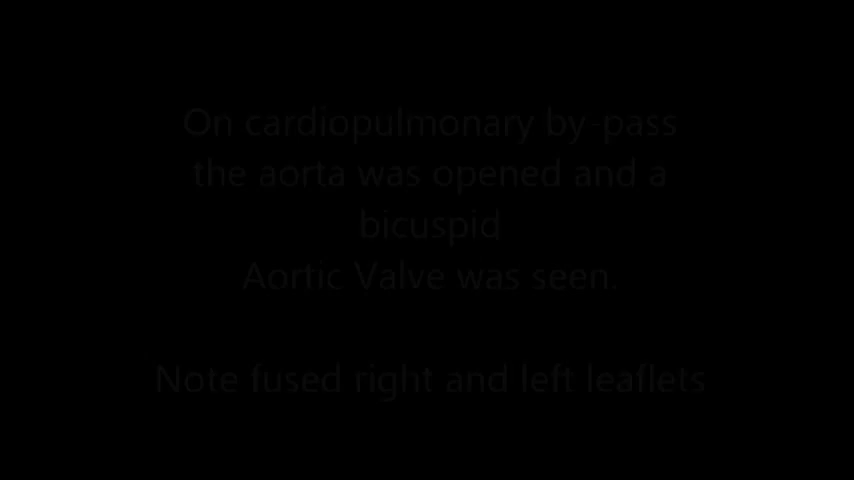 On cardiopulmonary by-pass
the aorta was opened and a
bicuspid
Aortic Valve was seen.
Note fused right and left leaflets